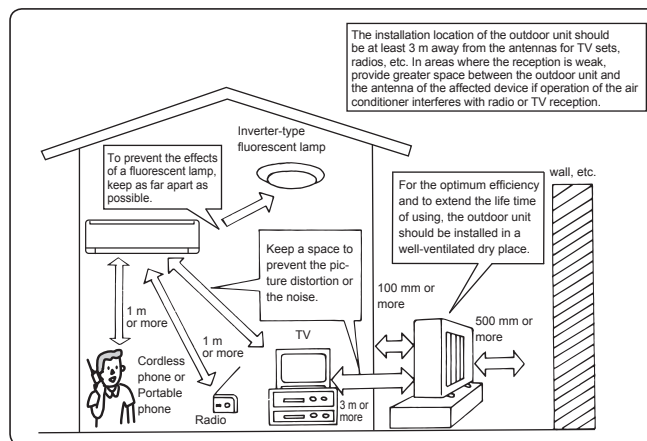 The installation location of the outdoor unit should
be at least 3 m away from the antennas for TV sets,
radios, etc. In areas where the reception is weak,
provide greater space between the outdoor unit and
the antenna of the affected device if operation of the air
conditioner interferes with radio or TV reception.
Inverter-type
fluorescent lamp
To prevent the effects
of a fluorescent lamp,
keep as far apart as
possible.
wall, etc.
For the optimum efficiency
and to extend the life time
of using, the outdoor unit
should be installed in a
well-ventilated dry place.
Keep a space to
prevent the pic-
ture distortion or
the noise.
100 mm or
more
500 mm or
more
1 m
or more
1 m
or more
TV
Cordless
phone or
Portable
phone
Radio
3 m or
more